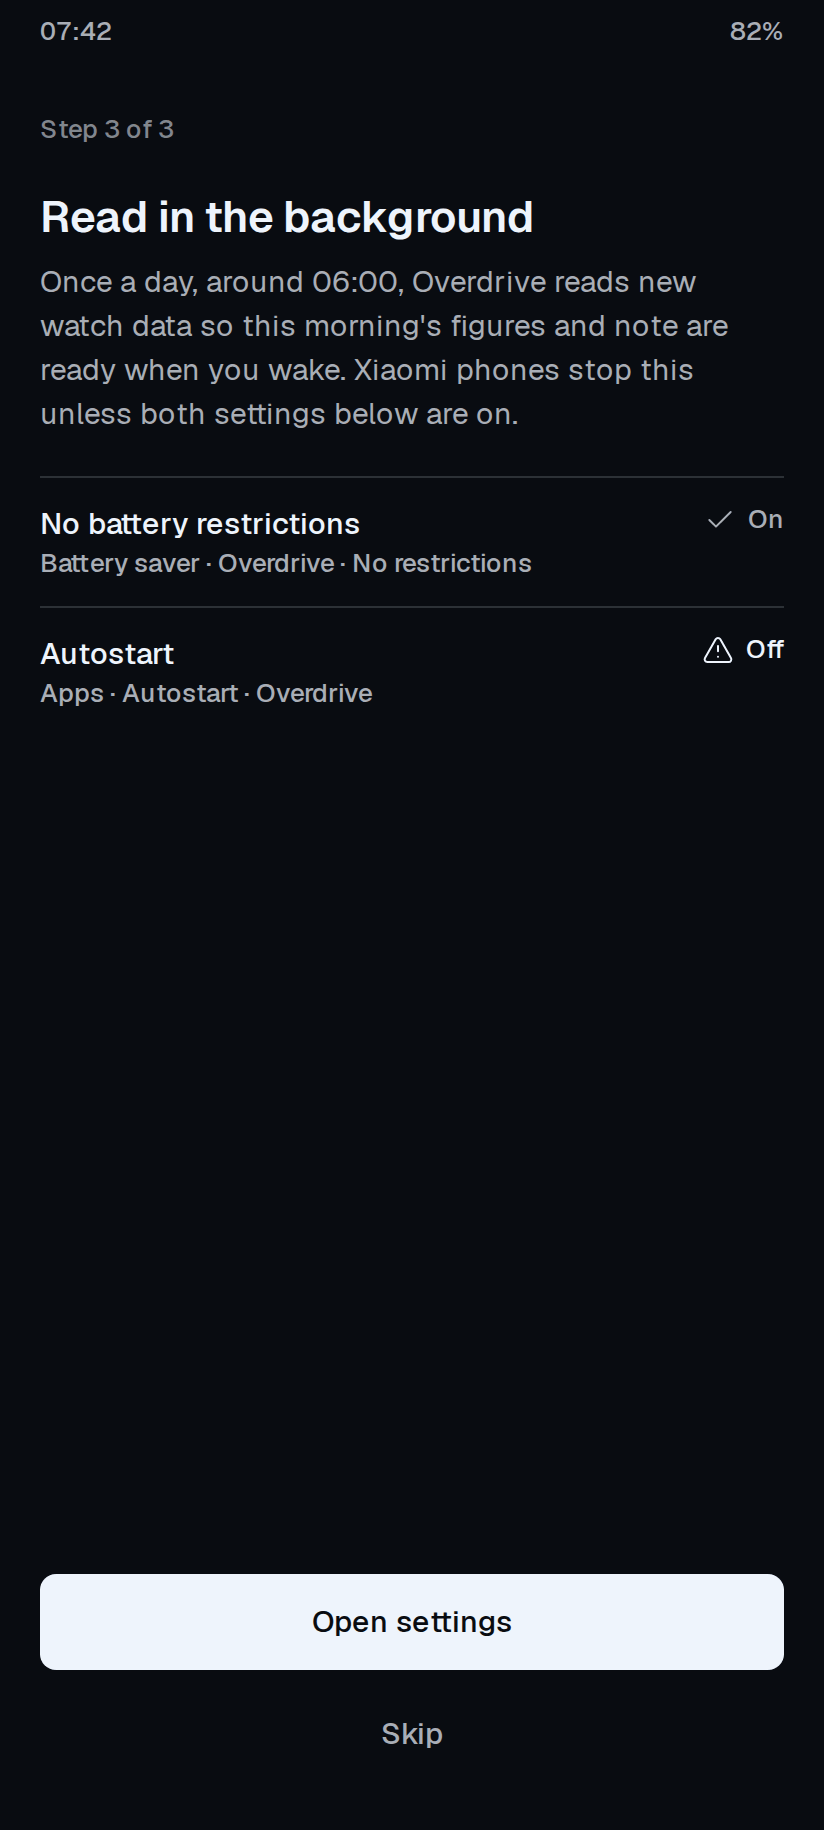 07:42 82%
Step 3 of 3
Read in the background
Once a day, around 06:00, Overdrive reads new
watch data so this morning's figures and note are
ready when you wake. Xiaomi phones stop this
unless both settings below are on.
No battery restrictions On
Battery saver · Overdrive · No restrictions
Autostart Off
Apps · Autostart · Overdrive
Open settings
Skip